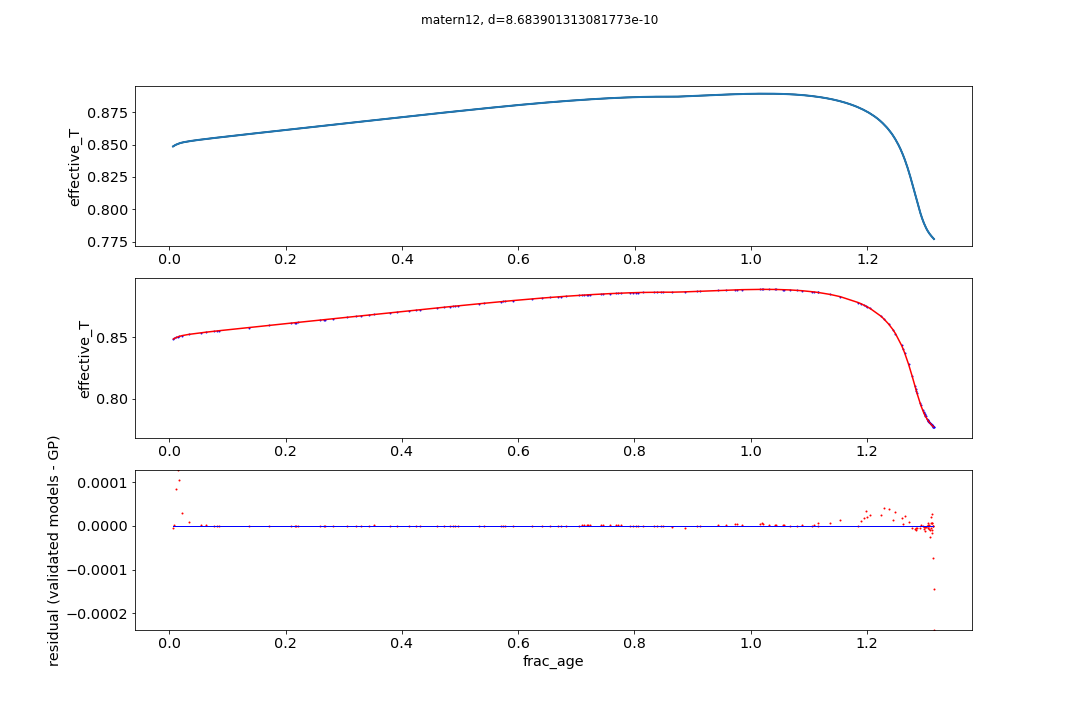 matern12, d=8.683901313081773e-10
effective_T
0.875
0.850
0.825
0.800
0.775
0.0 0.2 0.4 0.6 0.8 1.0 1.2
effective_T
0.85
0.80
0.0 0.2 0.4 0.6 0.8 1.0 1.2
residual (validated models - GP)
0.0001
0.0000
−0.0001
−0.0002
0.0 0.2 0.4 0.6 0.8 1.0 1.2
frac_age